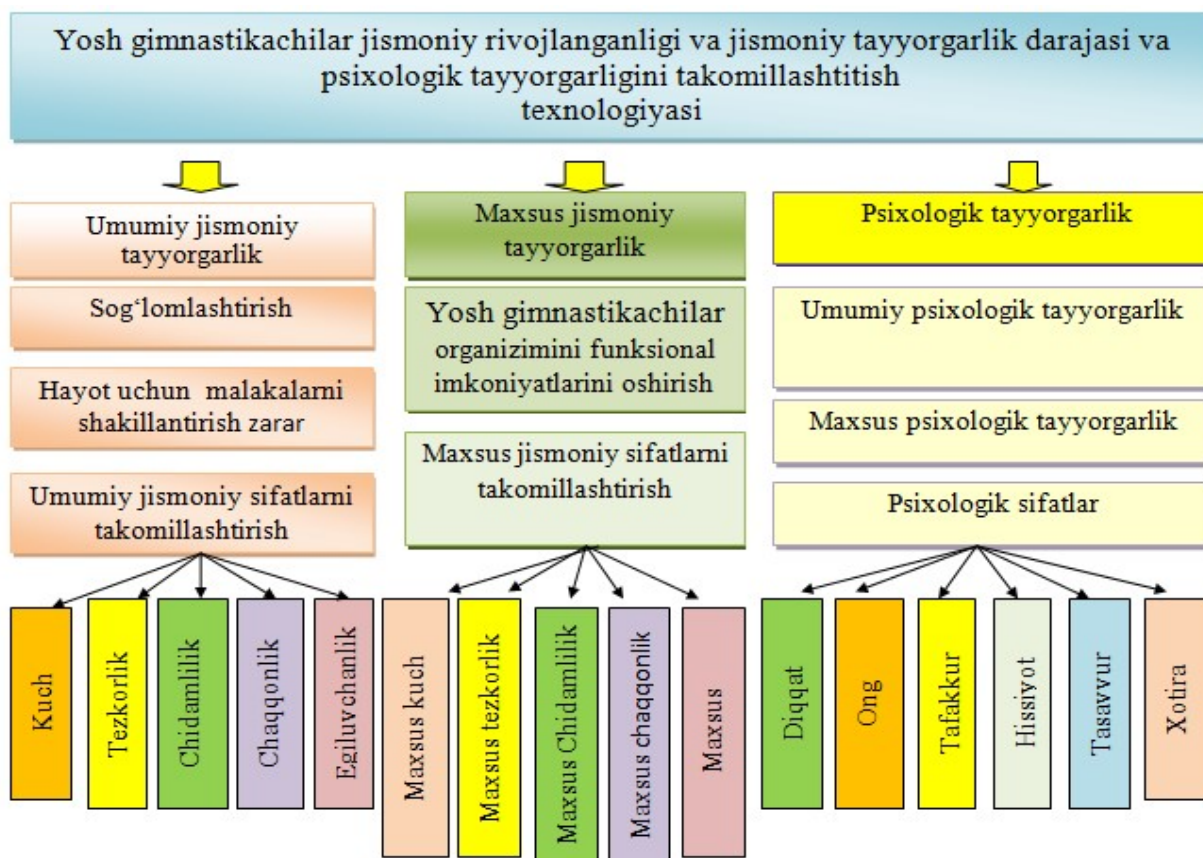 Yosh gimnastikachilar jismoniy rivojlanganligi va jismoniy tayyorgarlik darajasi va
psixologik tayyorgarligini takomillashtitish
texnologiyasi
Umumiy jismoniy
tayyorgarlik
Sog‘lomlashtirish
Hayot uchun malakalarni
shakillantirish zarar
Umumiy jismoniy sifatlarni
takomillashtirish
Kuch
Tezkorlik
Chidamlilik
Chaqqonlik
Egiluvchanlik
Maxsus jismoniy
tayyorgarlik
Yosh gimnastikachilar
organizimini funksional
imkoniyatlarini oshirish
Maxsus jismoniy sifatlarni
takomillashtirish
Maxsus kuch
Maxsus tezkorlik
Maxsus Chidamlilik
Maxsus chaqqonlik
Maxsus
Psixologik tayyorgarlik
Umumiy psixologik tayyorgarlik
Maxsus psixologik tayyorgarlik
Psixologik sifatlar
Diqqat
Ong
Tafakkur
Hissiyot
Tasavvur
Xotira